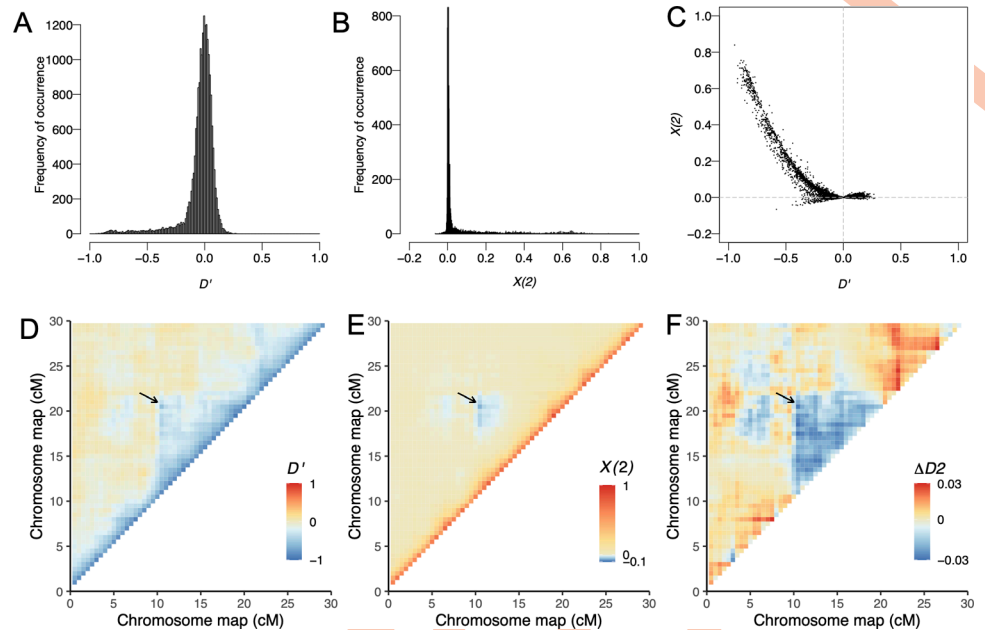 A
Frequency of occurrence
1200
1000
800
600
400
200
0
−1.0 −0.5 0.0 0.5 1.0
D'
B
Frequency of occurrence
800
600
400
200
0
−0.2 0.0 0.2 0.4 0.6 0.8 1.0
X(2)
C
X(2)
1.0
0.8
0.6
0.4
0.2
0.0
−0.2
−1.0 −0.5 0.0 0.5 1.0
D'
D
Chromosome map (cM)
30
25
20
15
10
5
0
0 5 10 15 20 25 30
Chromosome map (cM)
D'
1
0
−1
E
Chromosome map (cM)
30
25
20
15
10
5
0
0 5 10 15 20 25 30
Chromosome map (cM)
X(2)
1
0
−0.1
F
Chromosome map (cM)
30
25
20
15
10
5
0
0 5 10 15 20 25 30
Chromosome map (cM)
ΔD2
0.03
0
−0.03